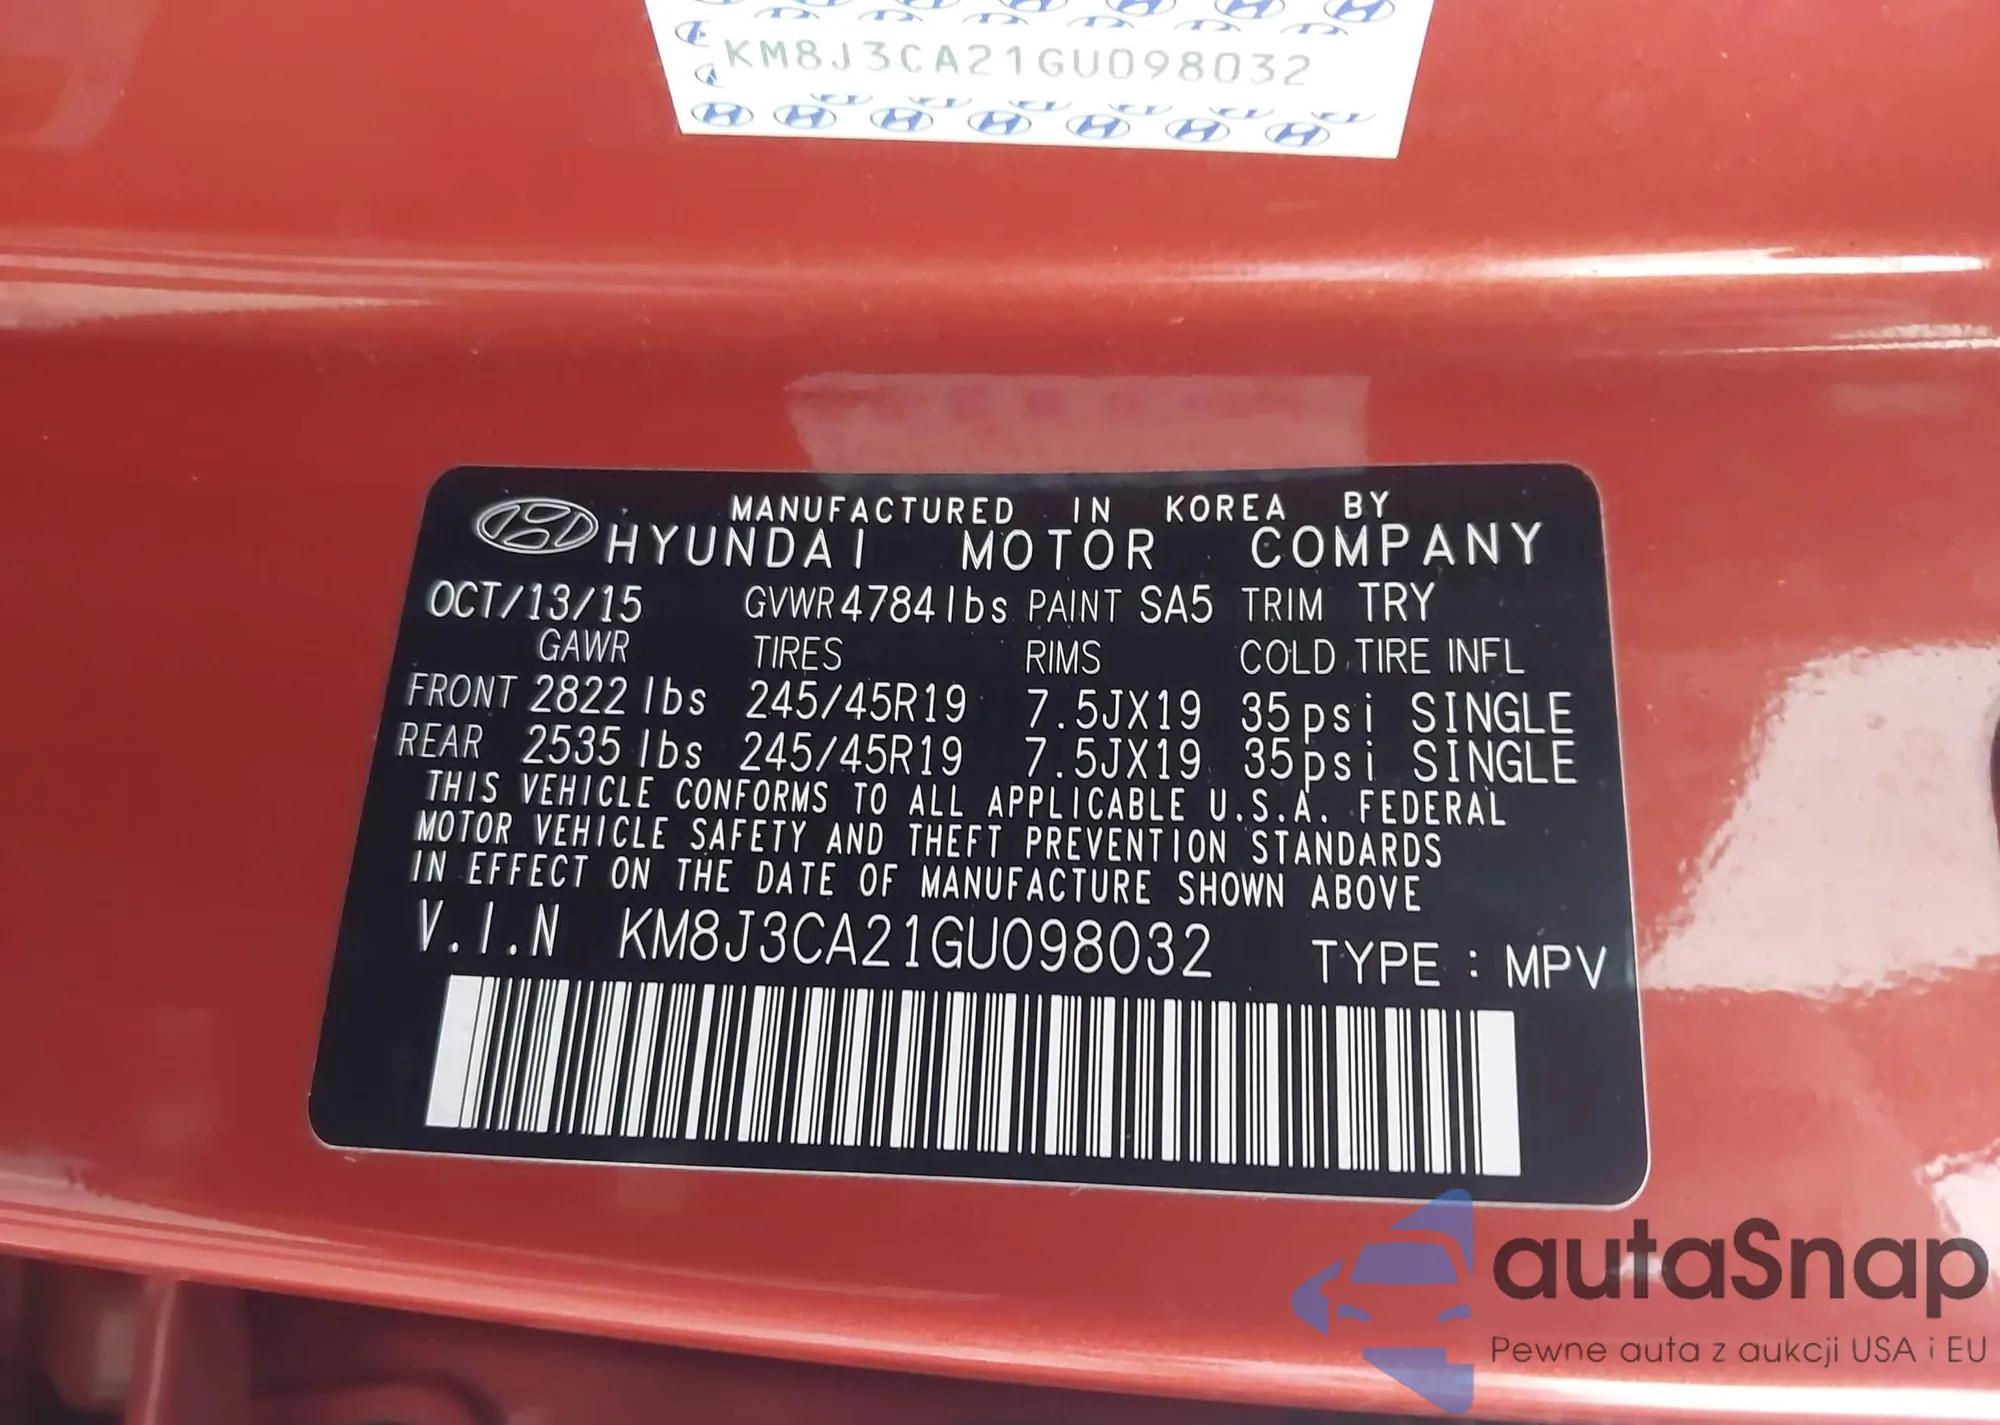 KM8J3CA21GU098032
MANUFACTURED IN KOREA BY
HYUNDAI MOTOR COMPANY
OCT/13/15 GVWR 4784lbs PAINT SA5 TRIM TRY
GAWR TIRES RIMS COLD TIRE INFL
FRONT 2822 lbs 245/45R19 7.5JX19 35psi SINGLE
REAR 2535 lbs 245/45R19 7.5JX19 35psi SINGLE
THIS VEHICLE CONFORMS TO ALL APPLICABLE U.S.A. FEDERAL
MOTOR VEHICLE SAFETY AND THEFT PREVENTION STANDARDS
IN EFFECT ON THE DATE OF MANUFACTURE SHOWN ABOVE
V.I.N KM8J3CA21GU098032 TYPE : MPV
autaSnap
Pewne auta z aukcji USA i EU